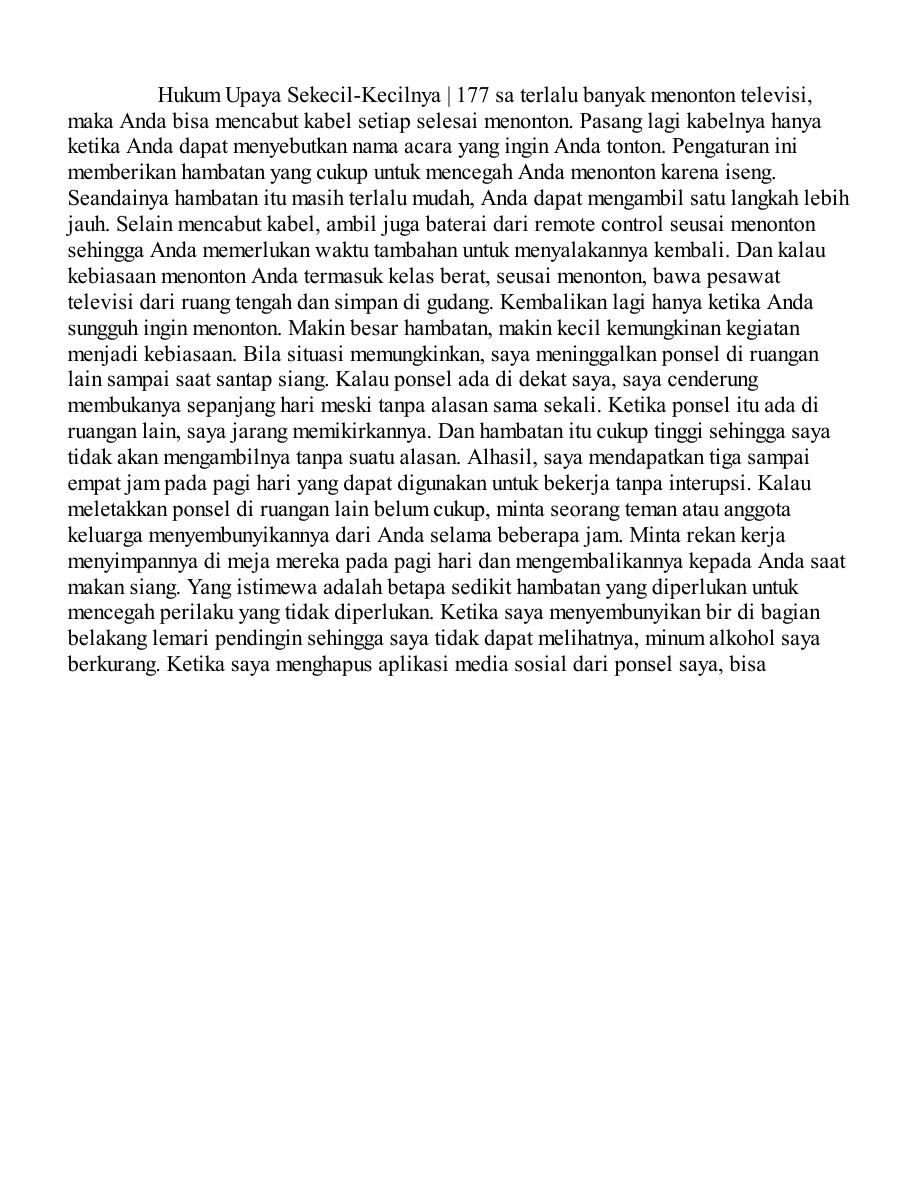 Hukum Upaya Sekecil-Kecilnya | 177 sa terlalu banyak menonton televisi,
maka Anda bisa mencabut kabel setiap selesai menonton. Pasang lagi kabelnya hanya
ketika Anda dapat menyebutkan nama acara yang ingin Anda tonton. Pengaturan ini
memberikan hambatan yang cukup untuk mencegah Anda menonton karena iseng.
Seandainya hambatan itu masih terlalu mudah, Anda dapat mengambil satu langkah lebih
jauh. Selain mencabut kabel, ambil juga baterai dari remote control seusai menonton
sehingga Anda memerlukan waktu tambahan untuk menyalakannya kembali. Dan kalau
kebiasaan menonton Anda termasuk kelas berat, seusai menonton, bawa pesawat
televisi dari ruang tengah dan simpan di gudang. Kembalikan lagi hanya ketika Anda
sungguh ingin menonton. Makin besar hambatan, makin kecil kemungkinan kegiatan
menjadi kebiasaan. Bila situasi memungkinkan, saya meninggalkan ponsel di ruangan
lain sampai saat santap siang. Kalau ponsel ada di dekat saya, saya cenderung
membukanya sepanjang hari meski tanpa alasan sama sekali. Ketika ponsel itu ada di
ruangan lain, saya jarang memikirkannya. Dan hambatan itu cukup tinggi sehingga saya
tidak akan mengambilnya tanpa suatu alasan. Alhasil, saya mendapatkan tiga sampai
empat jam pada pagi hari yang dapat digunakan untuk bekerja tanpa interupsi. Kalau
meletakkan ponsel di ruangan lain belum cukup, minta seorang teman atau anggota
keluarga menyembunyikannya dari Anda selama beberapa jam. Minta rekan kerja
menyimpannya di meja mereka pada pagi hari dan mengembalikannya kepada Anda saat
makan siang. Yang istimewa adalah betapa sedikit hambatan yang diperlukan untuk
mencegah perilaku yang tidak diperlukan. Ketika saya menyembunyikan bir di bagian
belakang lemari pendingin sehingga saya tidak dapat melihatnya, minum alkohol saya
berkurang. Ketika saya menghapus aplikasi media sosial dari ponsel saya, bisa